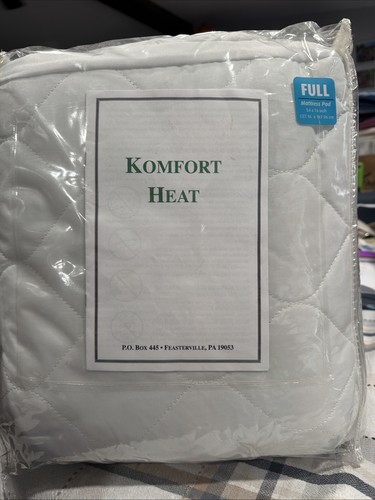 FULL
Mattress Pad
KOMFORT
HEAT
P.O. BOX 445 • FEASTERVILLE, PA 19053